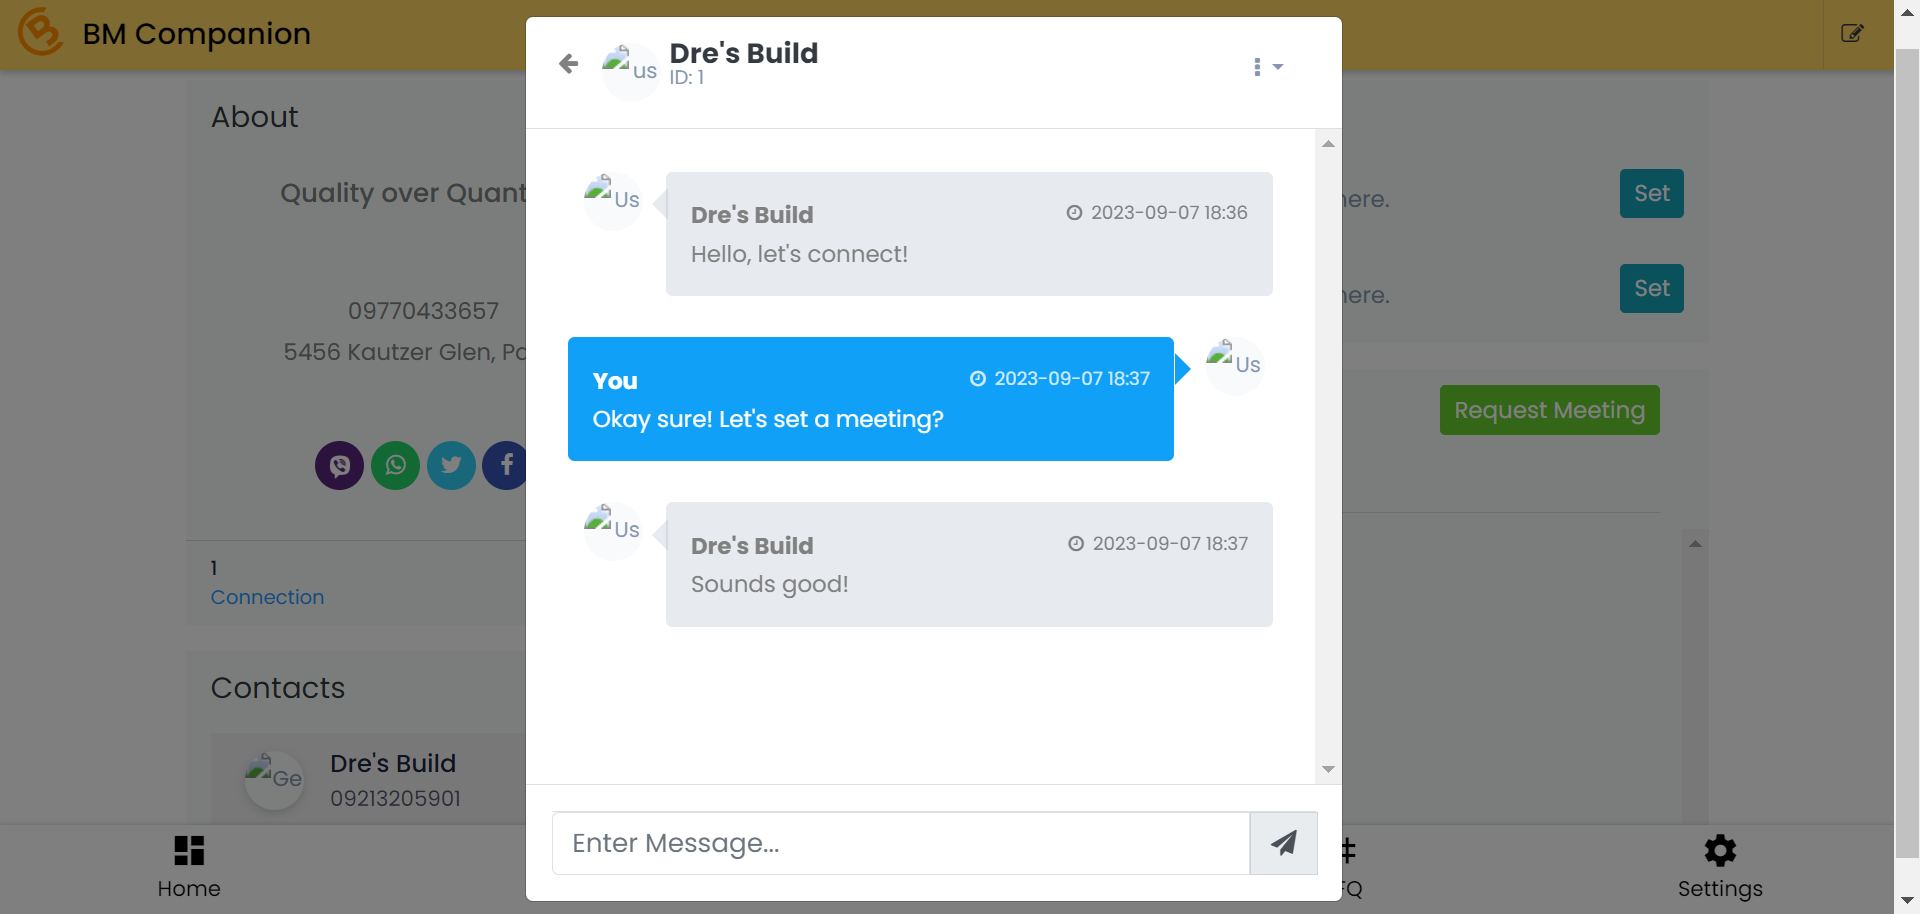 BM Companion
About
Quality over Quant
09770433657
5456 Kautzer Glen, Po
1
Connection
Contacts
Ge
Dre's Build
09213205901
us
Dre's Build
ID: 1
Us
Dre's Build
2023-09-07 18:36
Hello, let's connect!
You
2023-09-07 18:37
Okay sure! Let's set a meeting?
Us
Us
Dre's Build
2023-09-07 18:37
Sounds good!
Enter Message...
here.
Set
here.
Set
Request Meeting
Home
FQ
Settings